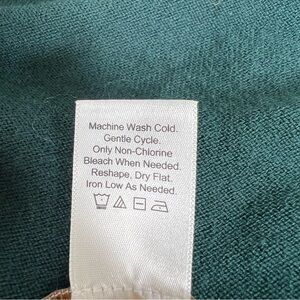 Machine Wash Cold.
Gentle Cycle.
Only Non-Chlorine
Bleach When Needed.
Reshape, Dry Flat.
Iron Low As Needed.